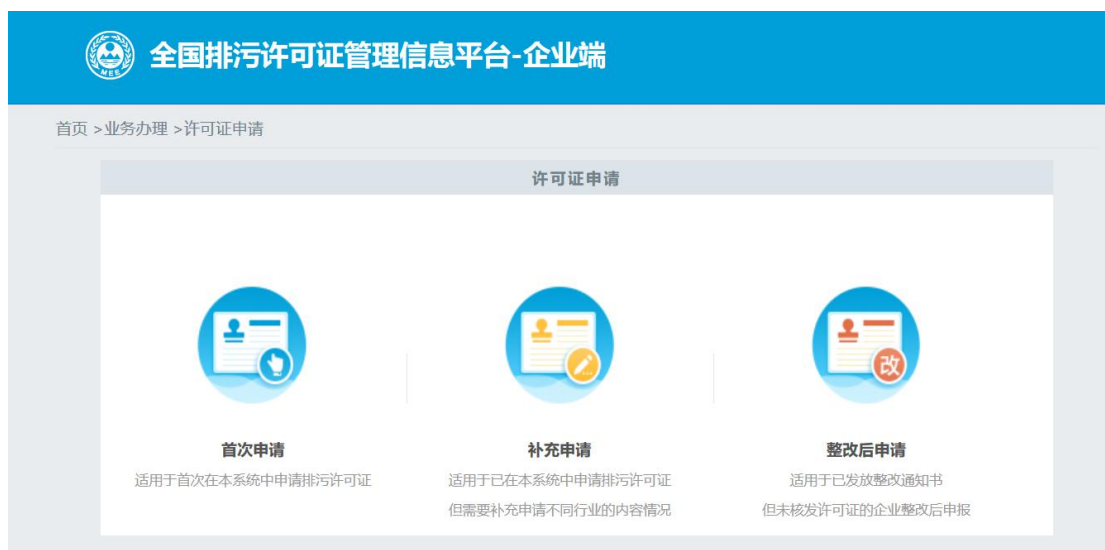 MEE
全国排污许可证管理信息平台-企业端
首页 >业务办理 >许可证申请
许可证申请
改
首次申请
补充申请
整改后申请
适用于首次在本系统中申请排污许可证
适用于已在本系统中申请排污许可证
适用于已发放整改通知书
但需要补充申请不同行业的内容情况
但未核发许可证的企业整改后申报